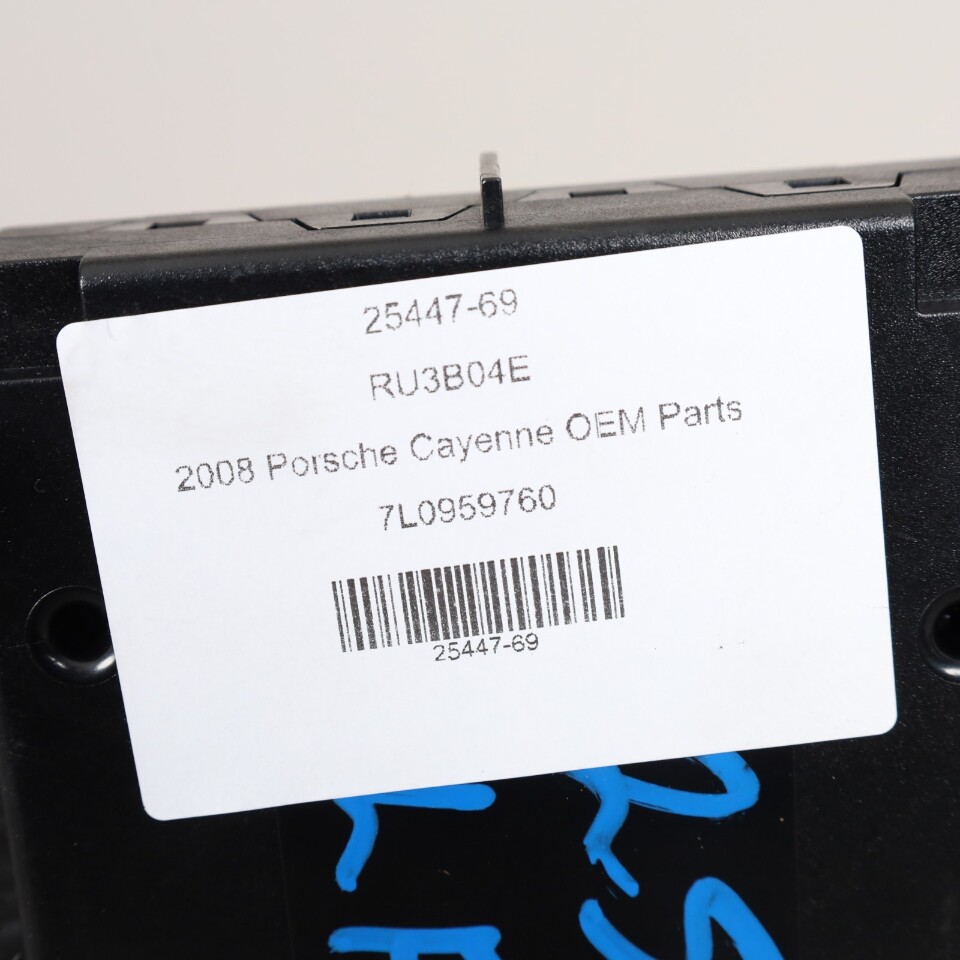 25447-69
RU3B04E
2008 Porsche Cayenne OEM Parts
7L0959760
25447-69